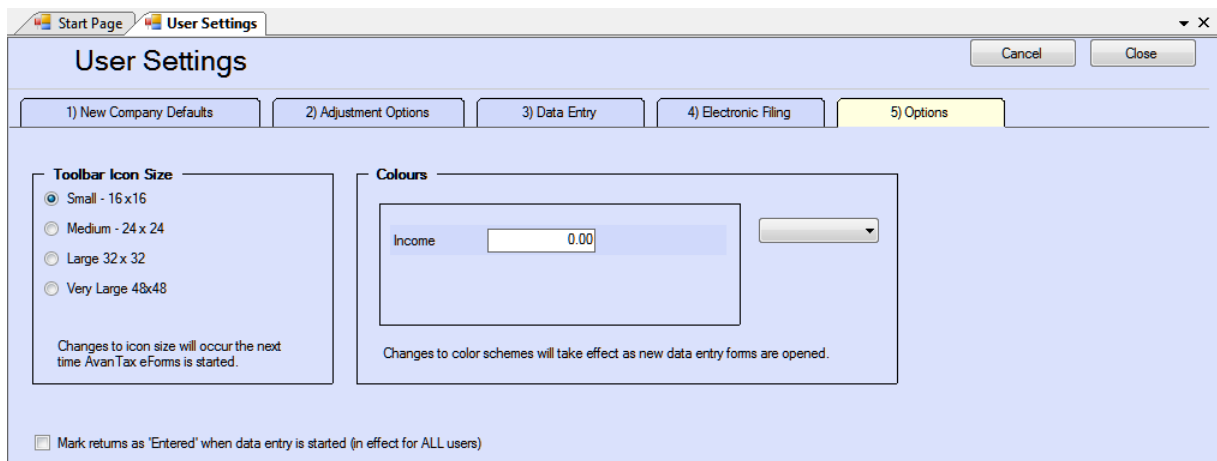 Start Page
User Settings
User Settings
Cancel
Close
1) New Company Defaults
2) Adjustment Options
3) Data Entry
4) Electronic Filing
5) Options
Toolbar Icon Size
Small - 16x16
Medium - 24 x 24
Large 32 x 32
Very Large 48x48
Changes to icon size will occur the next
time AvanTax eForms is started.
Colours
Income
0.00
Changes to color schemes will take effect as new data entry forms are opened.
Mark returns as 'Entered' when data entry is started (in effect for ALL users)